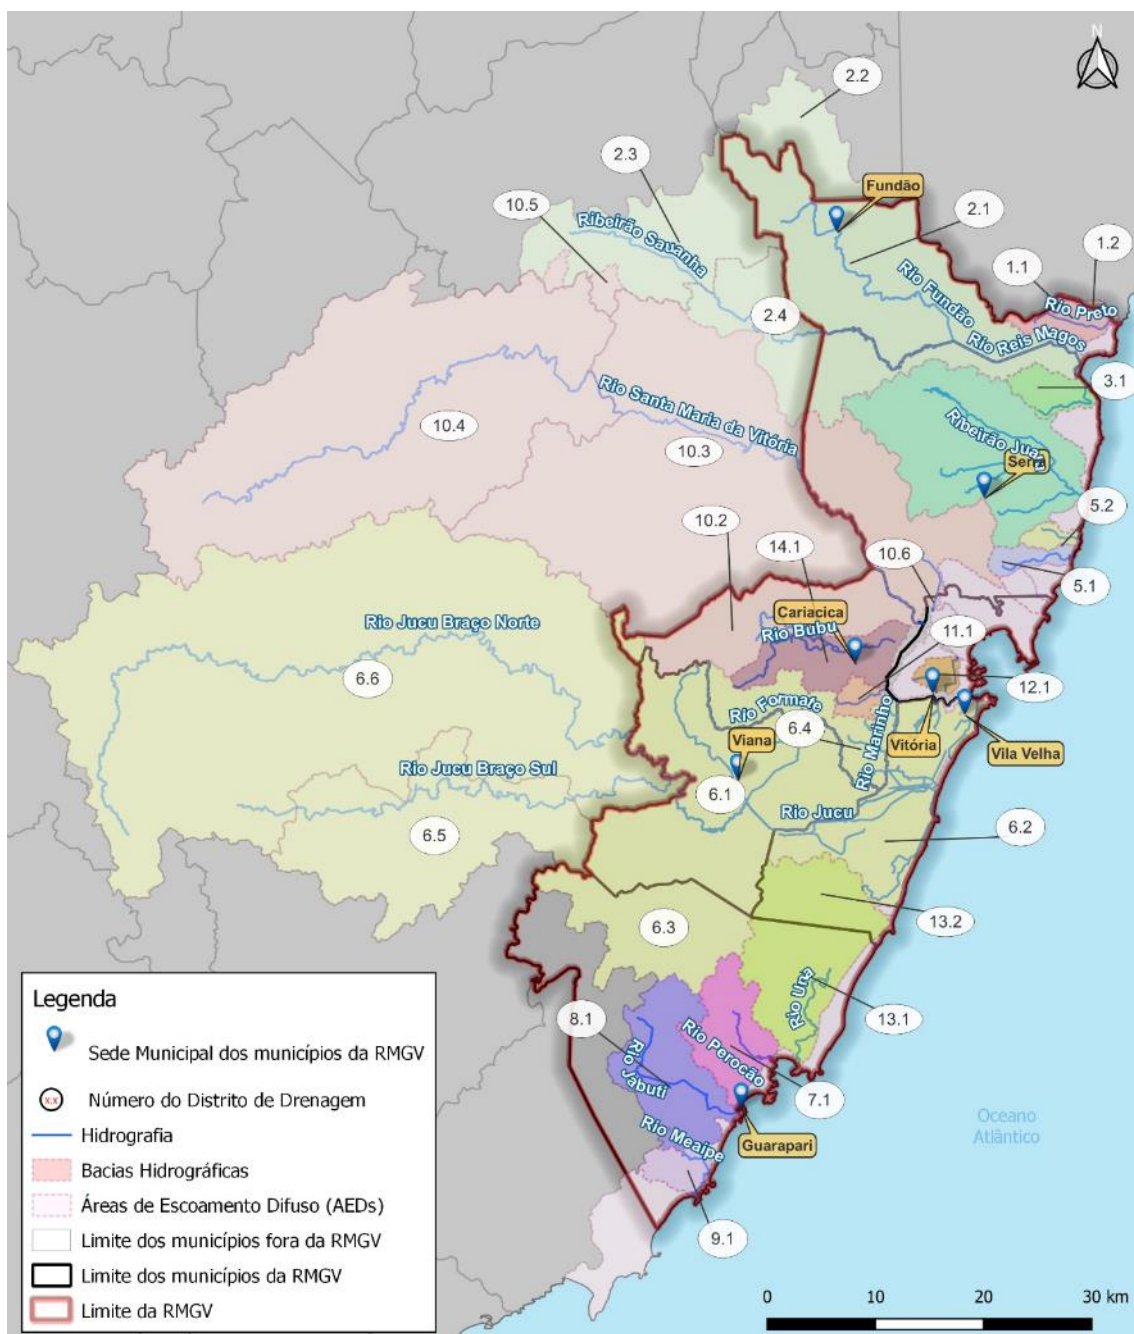 N
2.2
2.3
Fundão
10.5
2.1
Ribeirão Sauanha
1.2
1.1
Rio Preto
Rio Fundão
2.4
Rio Reis Magos
3.1
Rio Santa Maria da Vitória
10.4
Ribeirão Juara
10.3
Serra
5.2
10.2
14.1
10.6
5.1
Cariacica
Rio Jucu Braço Norte
Rio Bubu
11.1
6.6
12.1
Rio Formate
6.4
Rio Marinho
Viana
Vitória
Vila Velha
Rio Jucu Braço Sul
6.1
Rio Jucu
6.5
6.2
6.3
13.2
Rio Una
8.1
13.1
Rio Perocão
Rio Jabuti
7.1
Rio Meaípe
Guarapari
9.1
Oceano
Atlântico
Legenda
Sede Municipal dos municípios da RMGV
x.x
Número do Distrito de Drenagem
Hidrografia
Bacias Hidrográficas
Áreas de Escoamento Difuso (AEDs)
Limite dos municípios fora da RMGV
Limite dos municípios da RMGV
Limite da RMGV
0 10 20 30 km